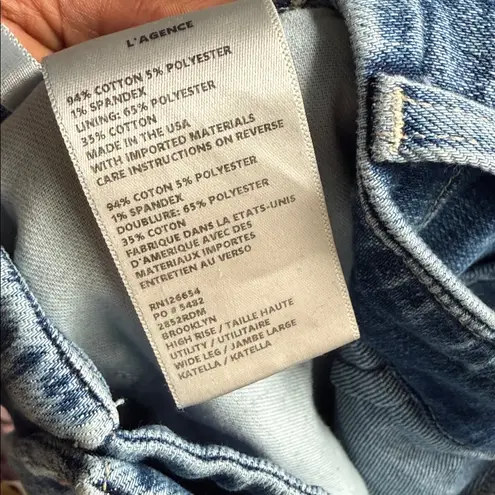 L'AGENCE
94% COTTON 5% POLYESTER
1% SPANDEX
LINING: 65% POLYESTER
35% COTTON
MADE IN THE USA
WITH IMPORTED MATERIALS
CARE INSTRUCTIONS ON REVERSE
94% COTON 5% POLYESTER
1% SPANDEX
DOUBLURE: 65% POLYESTER
35% COTON
FABRIQUE DANS LA ETATS-UNIS
D'AMERIQUE AVEC DES
MATERIAUX IMPORTES
ENTRETIEN AU VERSO
RN126654
PO # 5492
2852RDM
BROOKLYN
HIGH RISE / TAILLE HAUTE
UTILITY / UTILITAIRE
WIDE LEG / JAMBE LARGE
KATELLA / KATELLA